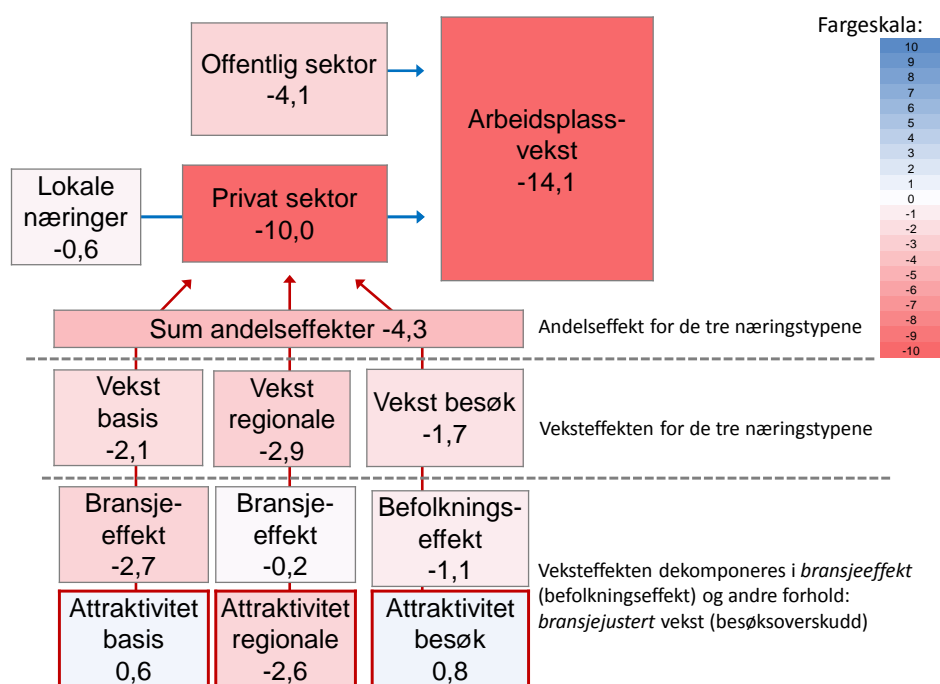 Fargeskala:
10
9
8
7
6
5
4
3
2
1
0
-1
-2
-3
-4
-5
-6
-7
-8
-9
-10
Offentlig sektor
-4,1
Arbeidsplass-
vekst
-14,1
Lokale
næringer
-0,6
Privat sektor
-10,0
Sum andelseffekter -4,3
Andelseffekt for de tre næringstypene
Vekst
basis
-2,1
Vekst
regionale
-2,9
Vekst besøk
-1,7
Veksteffekten for de tre næringstypene
Bransje-
effekt
-2,7
Bransje-
effekt
-0,2
Befolknings-
effekt
-1,1
Veksteffekten dekomponeres i bransjeeffekt
(befolkningseffekt) og andre forhold:
bransjejustert vekst (besøksoverskudd)
Attraktivitet
basis
0,6
Attraktivitet
regionale
-2,6
Attraktivitet
besøk
0,8